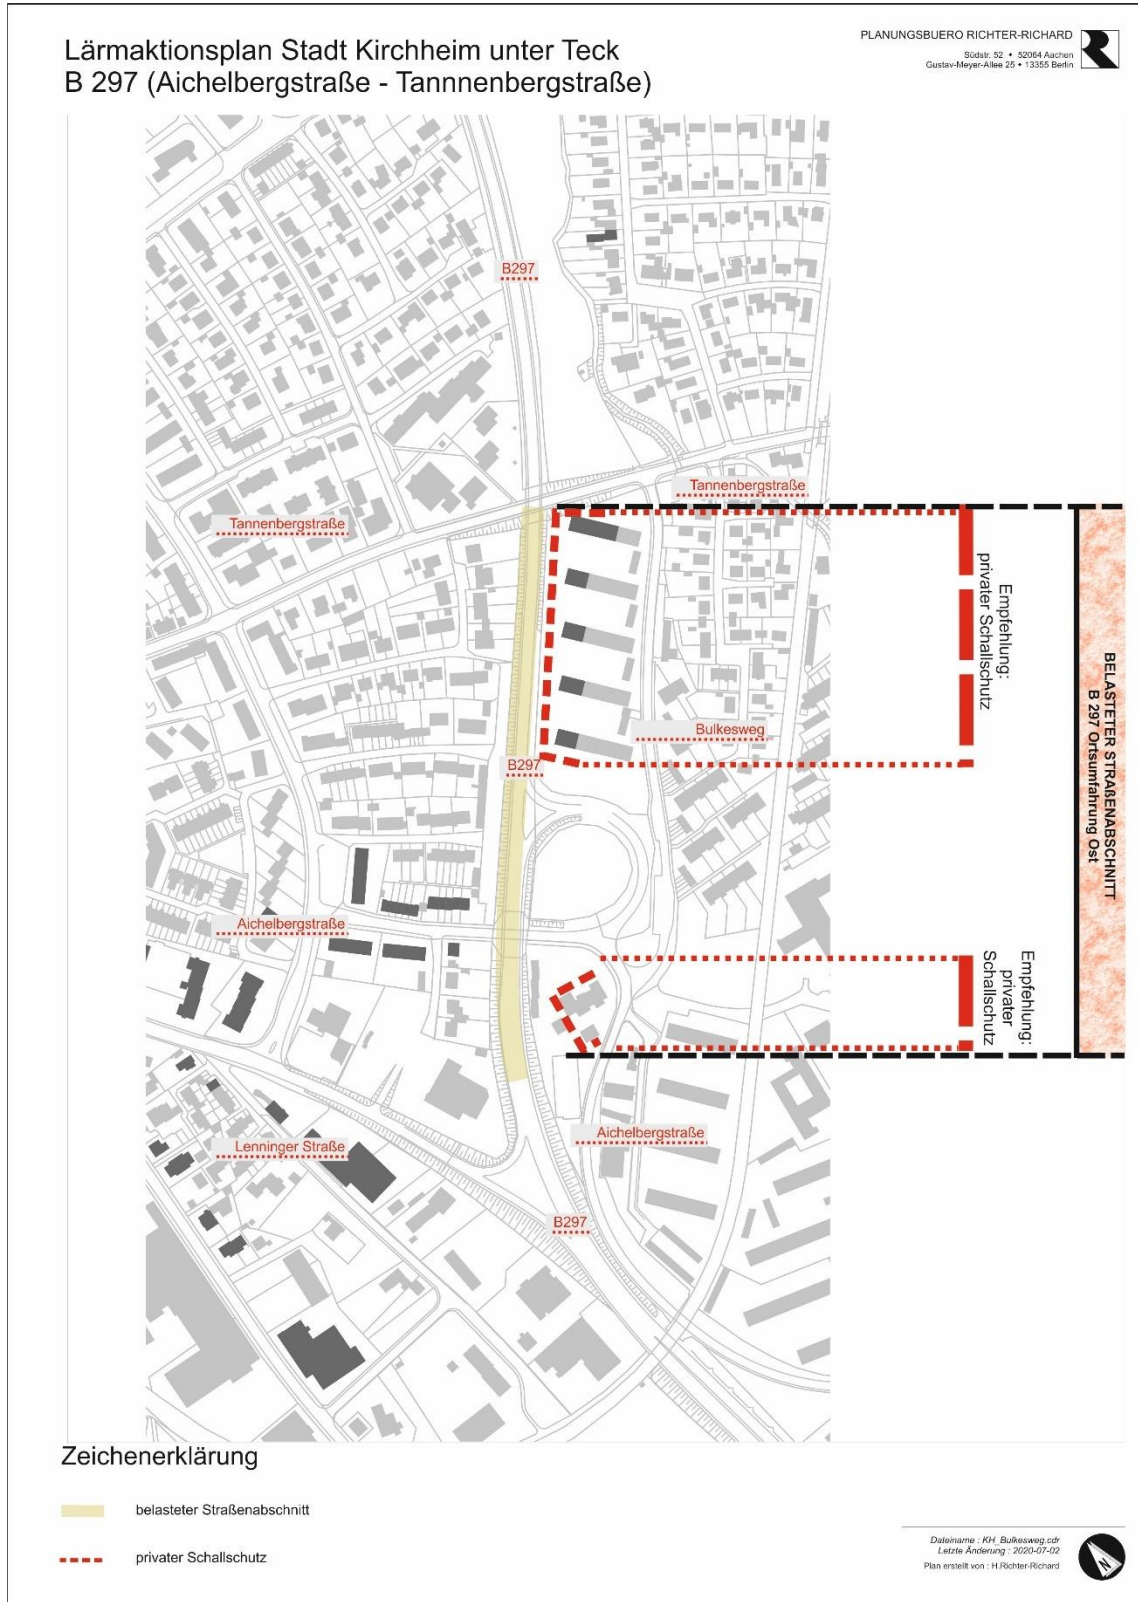 Lärmaktionsplan Stadt Kirchheim unter Teck
B 297 (Aichelbergstraße - Tannnenbergstraße)
PLANUNGSBUERO RICHTER-RICHARD
Südstr. 52 • 52064 Aachen
Gustav-Meyer-Allee 25 • 13355 Berlin
R
B297
Tannenbergstraße
Tannenbergstraße
Empfehlung:
privater Schallschutz
BELASTETER STRAßENABSCHNITT
B 297 Ortsumfahrung Ost
Bulkesweg
B297
Aichelbergstraße
Empfehlung:
privater
Schallschutz
Aichelbergstraße
Lenninger Straße
B297
Zeichenerklärung
belasteter Straßenabschnitt
privater Schallschutz
Dateiname : KH_Bulkesweg.cdr
Letzte Änderung : 2020-07-02
Plan erstellt von : H.Richter-Richard
N